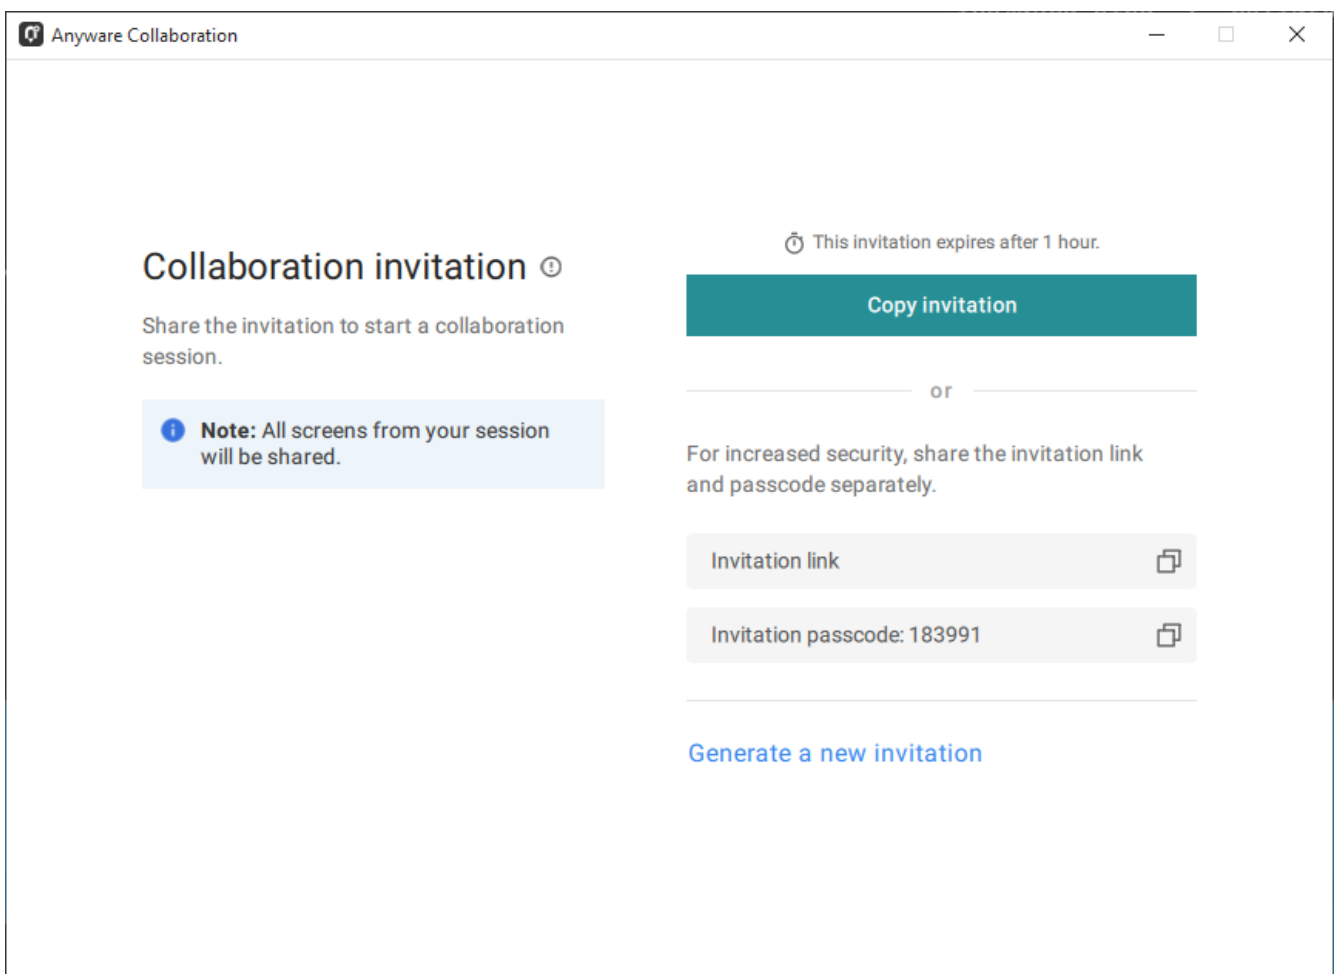 Anyware Collaboration
Collaboration invitation
Share the invitation to start a collaboration
session.
Note: All screens from your session
will be shared.
This invitation expires after 1 hour.
Copy invitation
or
For increased security, share the invitation link
and passcode separately.
Invitation link
Invitation passcode: 183991
Generate a new invitation